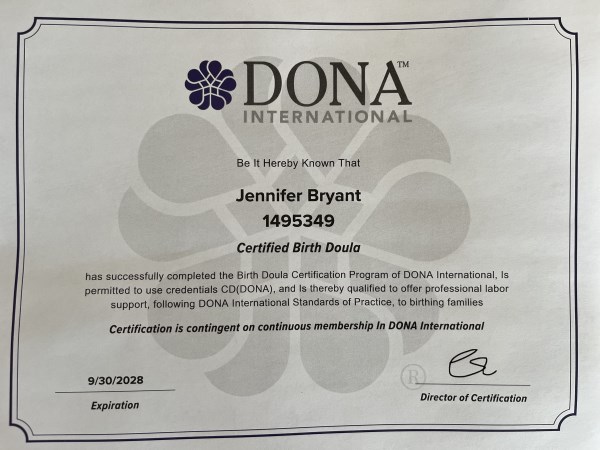 DONA™
INTERNATIONAL
Be It Hereby Known That
Jennifer Bryant
1495349
Certified Birth Doula
has successfully completed the Birth Doula Certification Program of DONA International, Is
permitted to use credentials CD(DONA), and Is thereby qualified to offer professional labor
support, following DONA International Standards of Practice, to birthing families
Certification is contingent on continuous membership In DONA International
9/30/2028
Expiration
®
Director of Certification